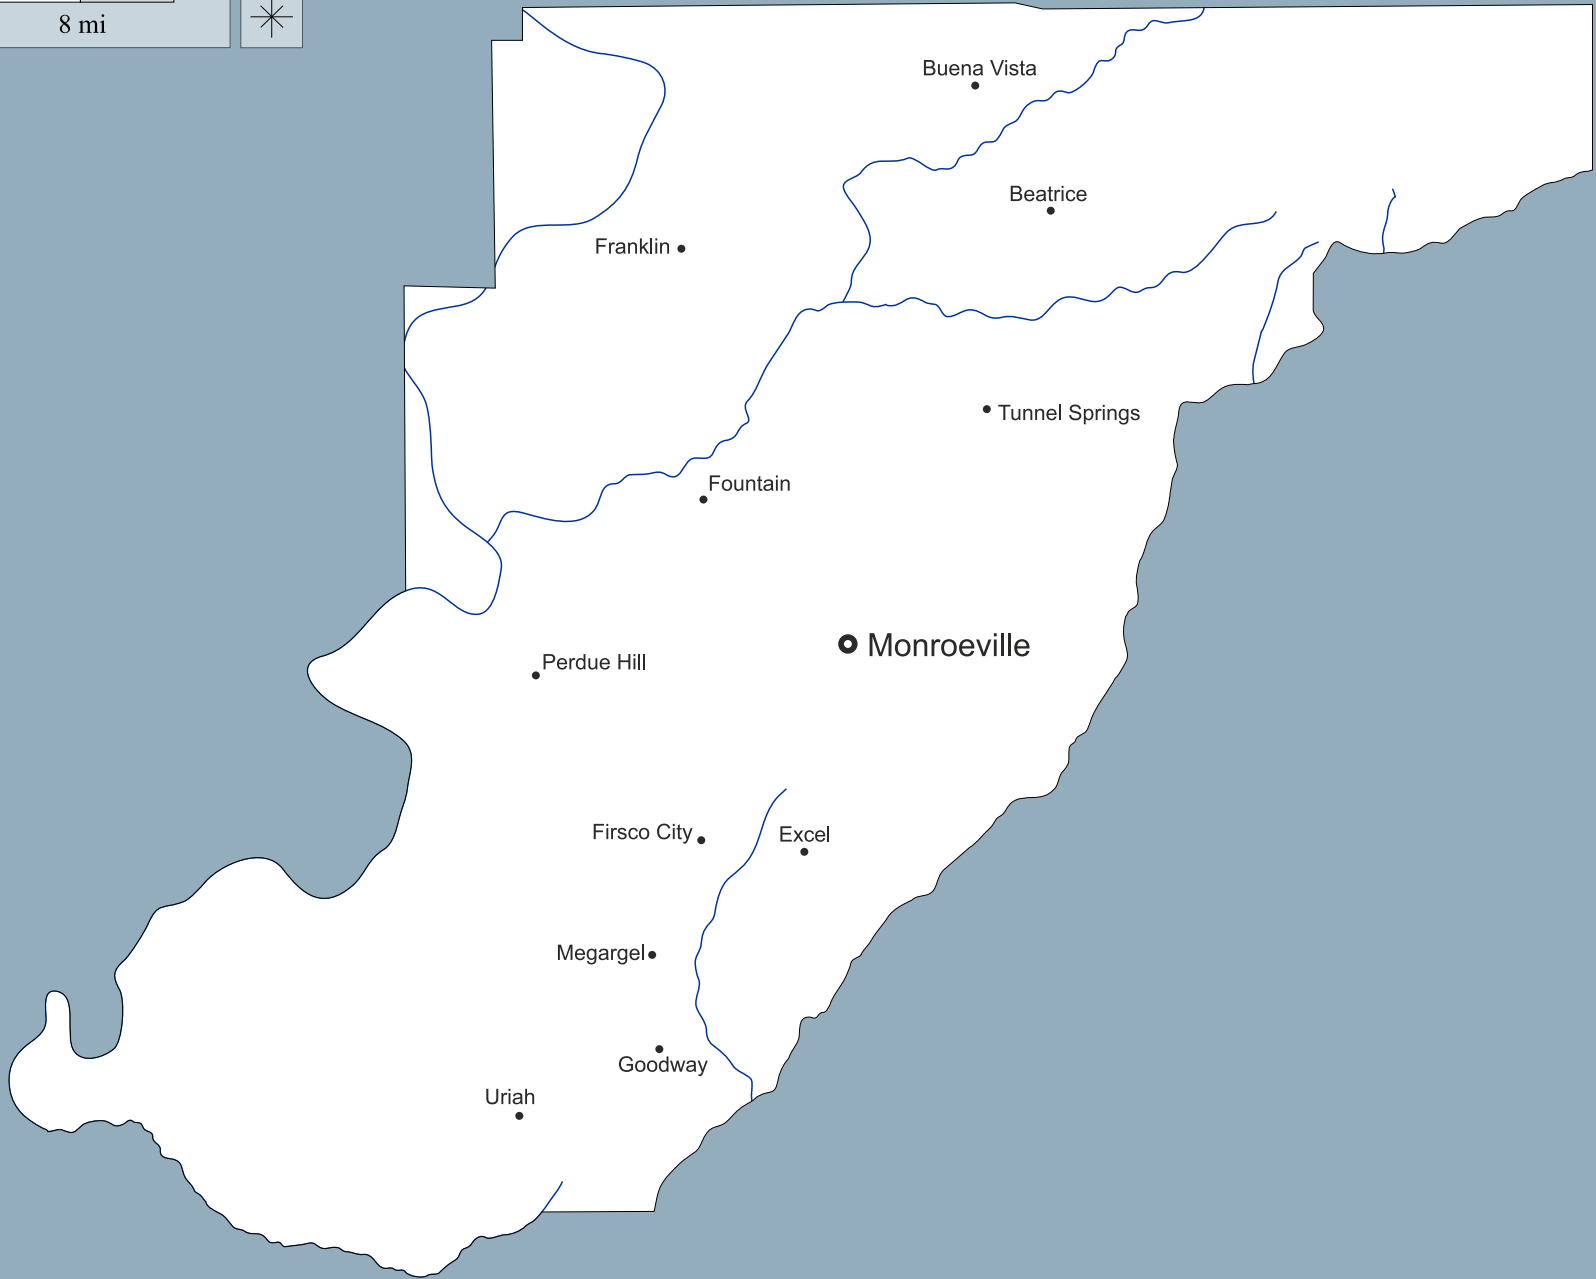 8 mi
Buena Vista
Beatrice
Franklin
Tunnel Springs
Fountain
Monroeville
Perdue Hill
Firsco City
Excel
Megargel
Goodway
Uriah